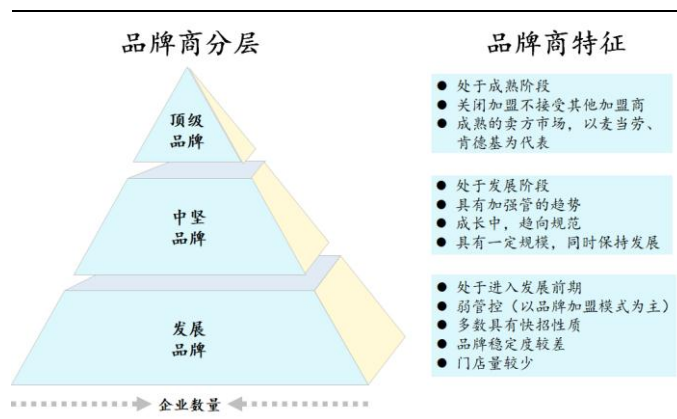 品牌商分层
品牌商特征
顶级
品牌
● 处于成熟阶段
● 关闭加盟不接受其他加盟商
● 成熟的卖方市场，以麦当劳、
肯德基为代表
中坚
品牌
● 处于发展阶段
● 具有加强管的趋势
● 成长中，趋向规范
● 具有一定规模，同时保持发展
发展
品牌
● 处于进入发展前期
● 弱管控（以品牌加盟模式为主）
● 多数具有快招性质
● 品牌稳定度较差
● 门店量较少
企业数量